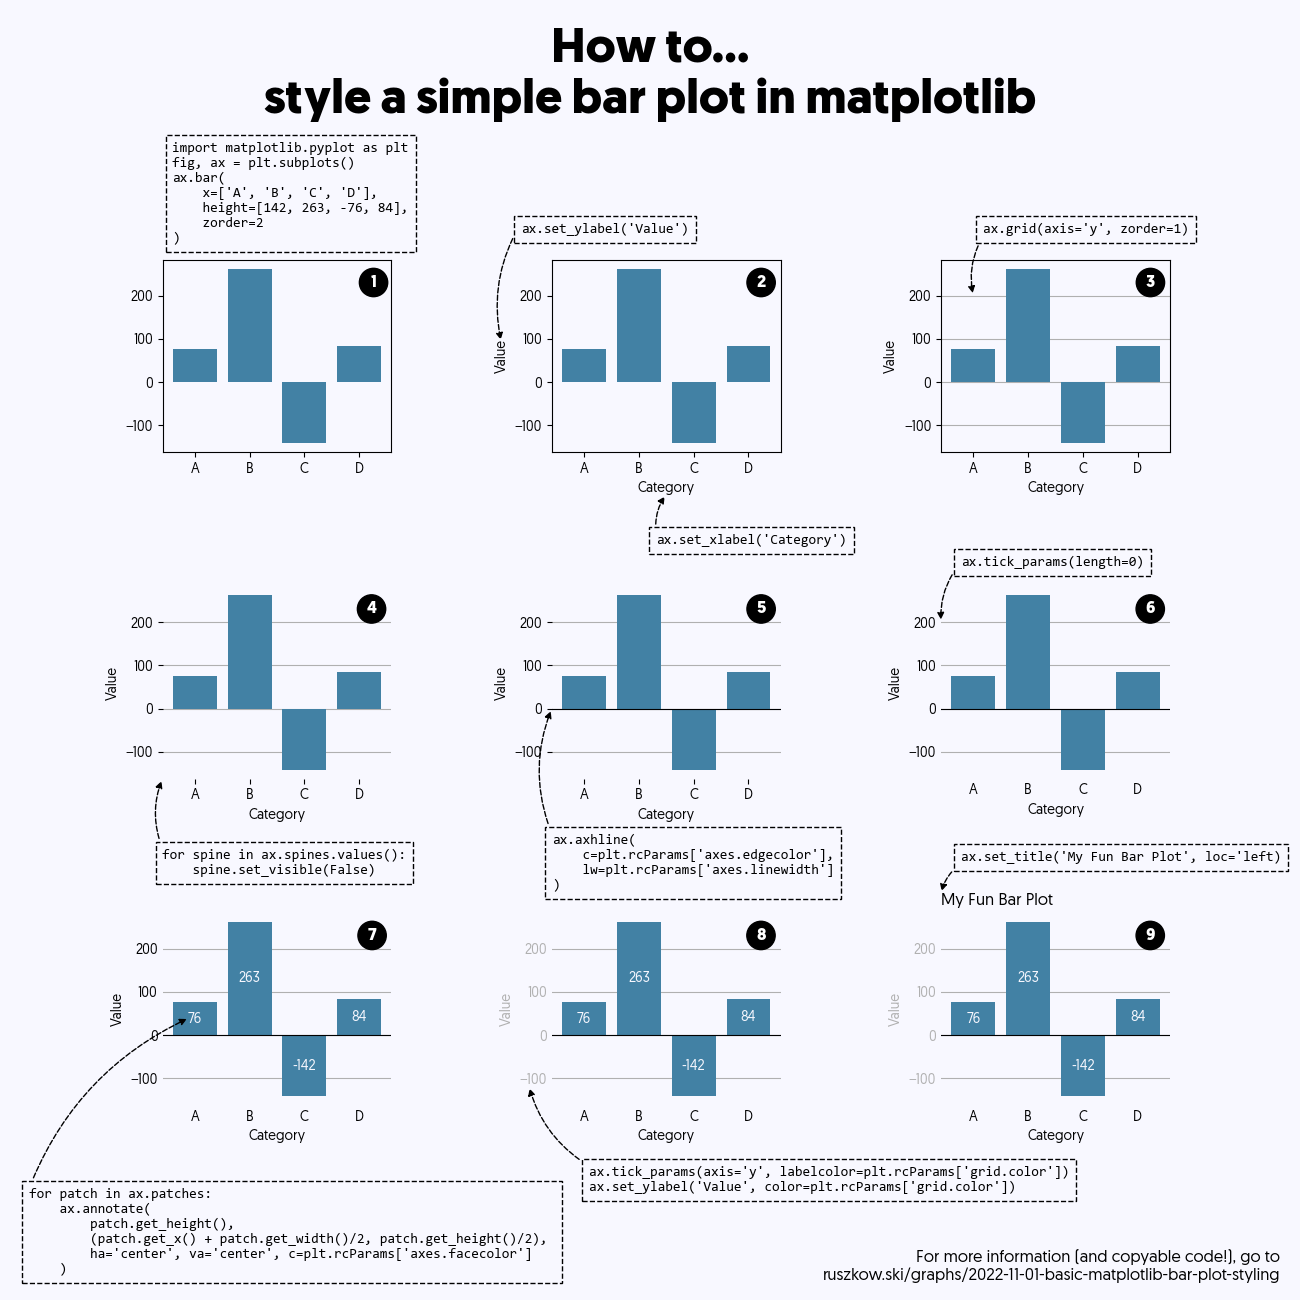 How to...
style a simple bar plot in matplotlib
import matplotlib.pyplot as plt
fig, ax = plt.subplots()
ax.bar(
    x=['A', 'B', 'C', 'D'],
    height=[142, 263, -76, 84],
    zorder=2
)
1
200
100
0
−100
A B C D
ax.set_ylabel('Value')
2
200
100
0
−100
Value
A B C D
Category
ax.set_xlabel('Category')
ax.grid(axis='y', zorder=1)
3
200
100
0
−100
Value
A B C D
Category
4
200
100
0
−100
Value
A B C D
Category
for spine in ax.spines.values():
    spine.set_visible(False)
5
200
100
0
−100
Value
A B C D
Category
ax.axhline(
    c=plt.rcParams['axes.edgecolor'],
    lw=plt.rcParams['axes.linewidth']
)
ax.tick_params(length=0)
6
200
100
0
−100
Value
A B C D
Category
7
200
100
0
−100
Value
76 263 -142 84
A B C D
Category
for patch in ax.patches:
    ax.annotate(
        patch.get_height(),
        (patch.get_x() + patch.get_width()/2, patch.get_height()/2),
        ha='center', va='center', c=plt.rcParams['axes.facecolor']
    )
8
200
100
0
−100
Value
76 263 -142 84
A B C D
Category
ax.tick_params(axis='y', labelcolor=plt.rcParams['grid.color'])
ax.set_ylabel('Value', color=plt.rcParams['grid.color'])
ax.set_title('My Fun Bar Plot', loc='left)
My Fun Bar Plot
9
200
100
0
−100
Value
76 263 -142 84
A B C D
Category
For more information (and copyable code!), go to
ruszkow.ski/graphs/2022-11-01-basic-matplotlib-bar-plot-styling